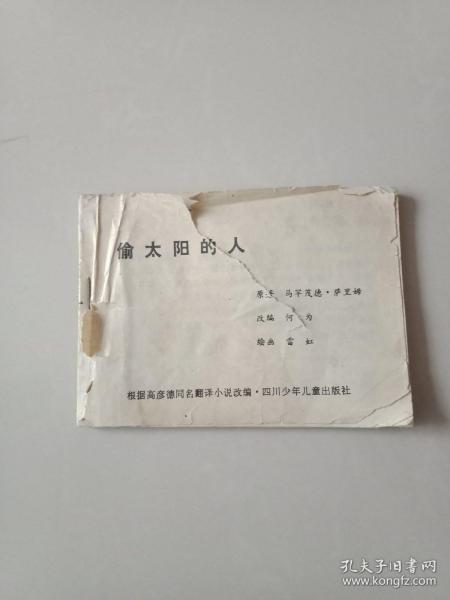 偷太阳的人
原著 马罕茂德·萨里姆
改编 何为
绘画 雷虹
根据高彦德同名翻译小说改编·四川少年儿童出版社
孔夫子旧书网
www.kongfz.com